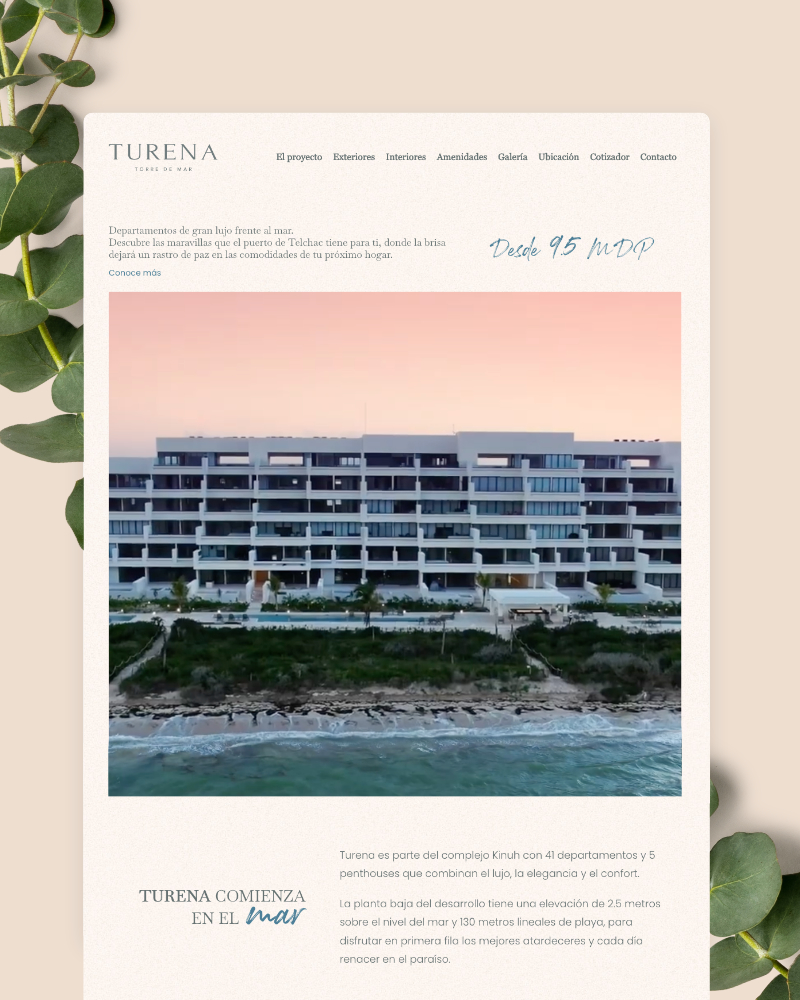 TURENA
TORRE DE MAR
El proyecto Exteriores Interiores Amenidades Galería Ubicación Cotizador Contacto
Departamentos de gran lujo frente al mar.
Descubre las maravillas que el puerto de Telchac tiene para ti, donde la brisa
dejará un rastro de paz en las comodidades de tu próximo hogar.
Conoce más
Desde 9.5 MDP
TURENA COMIENZA
EN EL mar
Turena es parte del complejo Kinuh con 41 departamentos y 5
penthouses que combinan el lujo, la elegancia y el confort.
La planta baja del desarrollo tiene una elevación de 2.5 metros
sobre el nivel del mar y 130 metros lineales de playa, para
disfrutar en primera fila los mejores atardeceres y cada día
renacer en el paraíso.